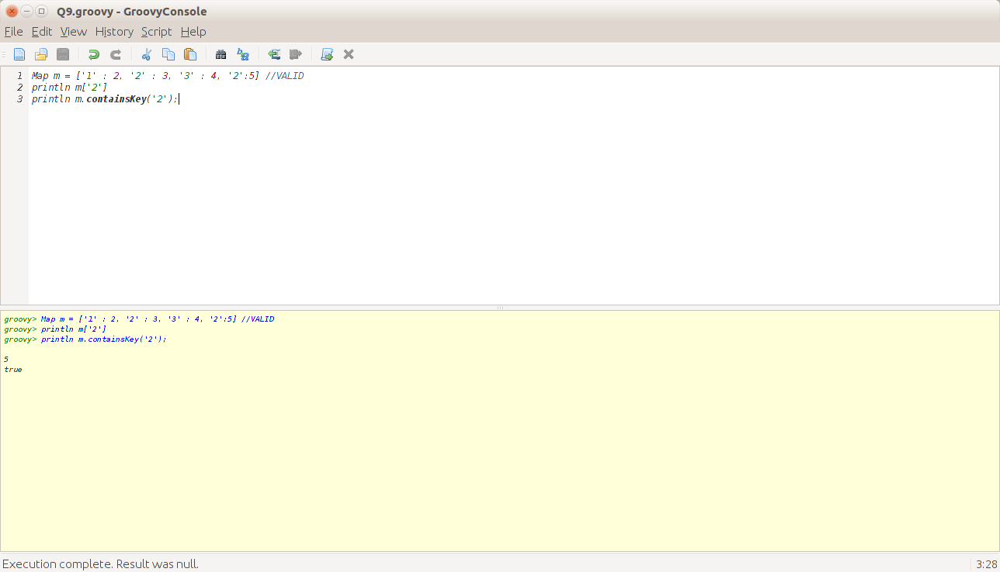 Q9.groovy - GroovyConsole
File Edit View History Script Help
1 Map m = ['1' : 2, '2' : 3, '3' : 4, '2':5] //VALID
2 println m['2']
3 println m.containsKey('2');
groovy> Map m = ['1' : 2, '2' : 3, '3' : 4, '2':5] //VALID
groovy> println m['2']
groovy> println m.containsKey('2');
5
true
Execution complete. Result was null.
3:28